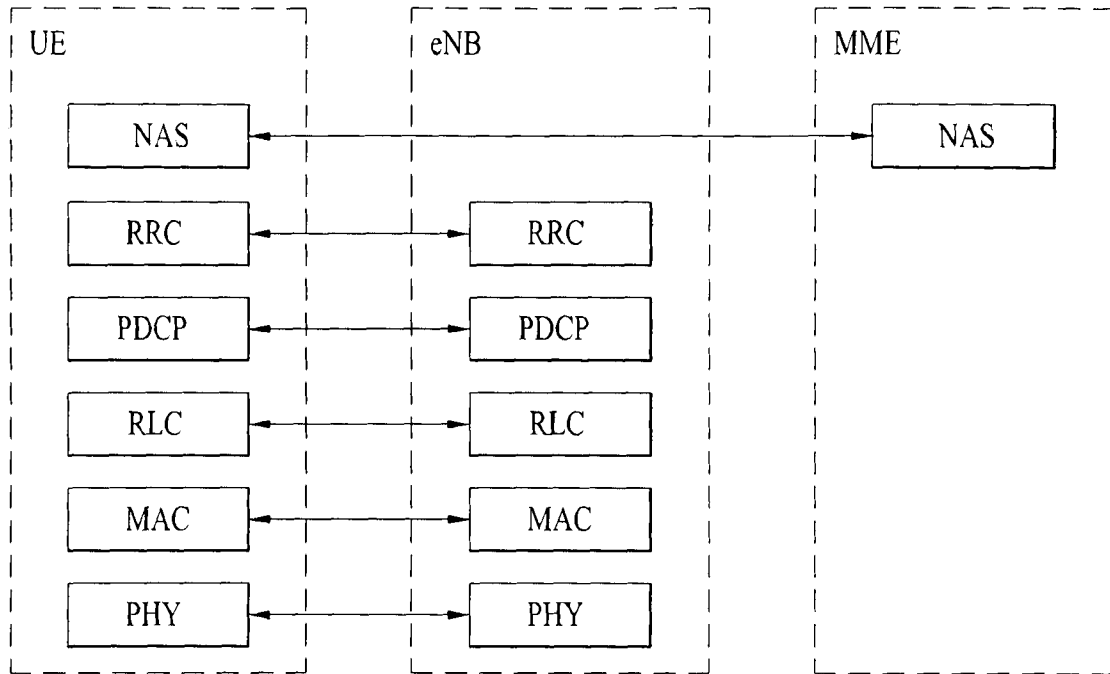 UE
eNB
MME
NAS
NAS
RRC
RRC
PDCP
PDCP
RLC
RLC
MAC
MAC
PHY
PHY